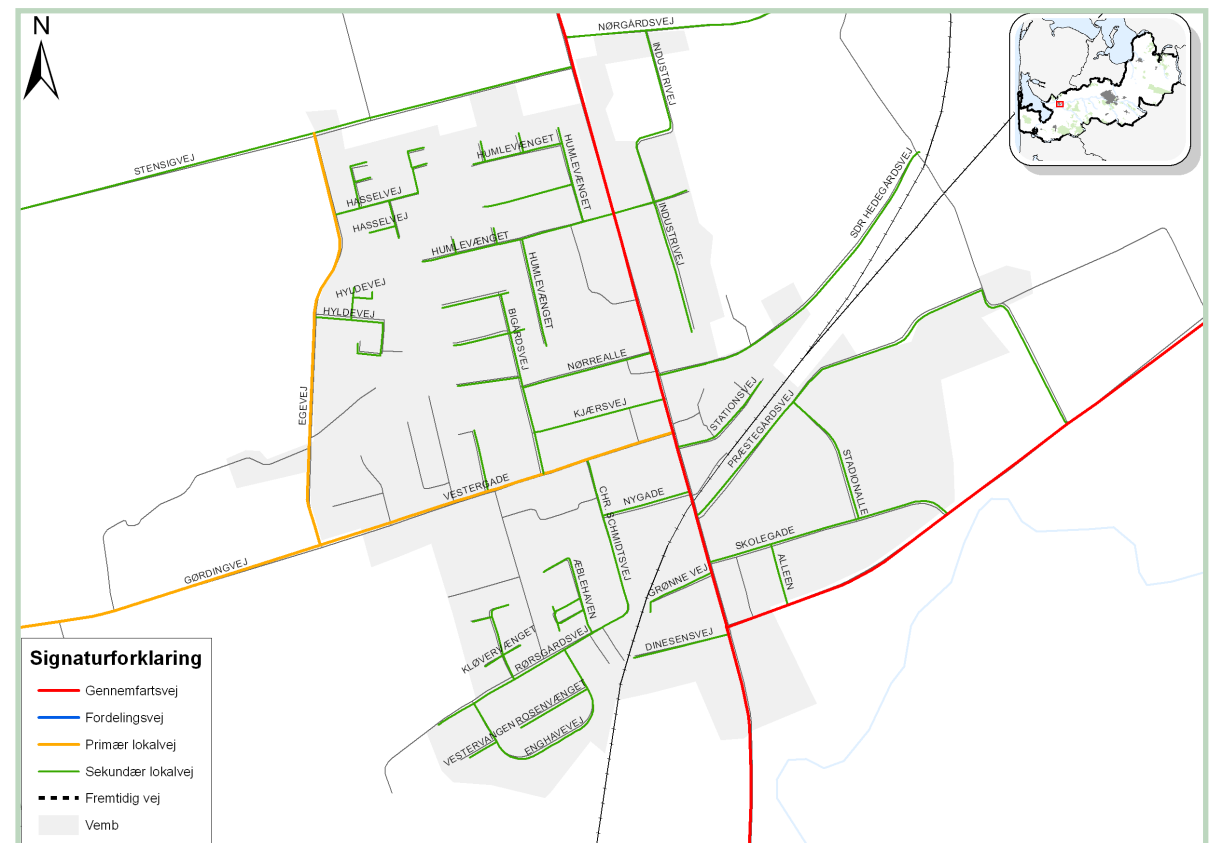 N
NØRGÅRDSVEJ
INDUSTRIVEJ
STENSIGVEJ
HUMLEVÆNGET
HUMLEVÆNGET
HASSELVEJ
HASSELVEJ
SDR HEDEGÅRDSVEJ
INDUSTRIVEJ
HUMLEVÆNGET
HUMLEVÆNGET
HYLDEVEJ
HYLDEVEJ
BIGÅRDSVEJ
NØRREALLE
EGEVEJ
KJÆRSVEJ
STATIONSVEJ
PRÆSTEGÅRDSVEJ
STADIONALLE
VESTERGADE
CHR. SCHMIDTSVEJ
NYGADE
SKOLEGADE
GØRDINGVEJ
ÆBLEHAVEN
GRØNNE VEJ
ALLEEN
KLØVERVÆNGET
RØRSGÅRDSVEJ
DINESENSVEJ
VESTERVANGEN
ROSENVÆNGET
ENGHAVEVEJ
Signaturforklaring
Gennemfartsvej
Fordelingsvej
Primær lokalvej
Sekundær lokalvej
Fremtidig vej
Vemb